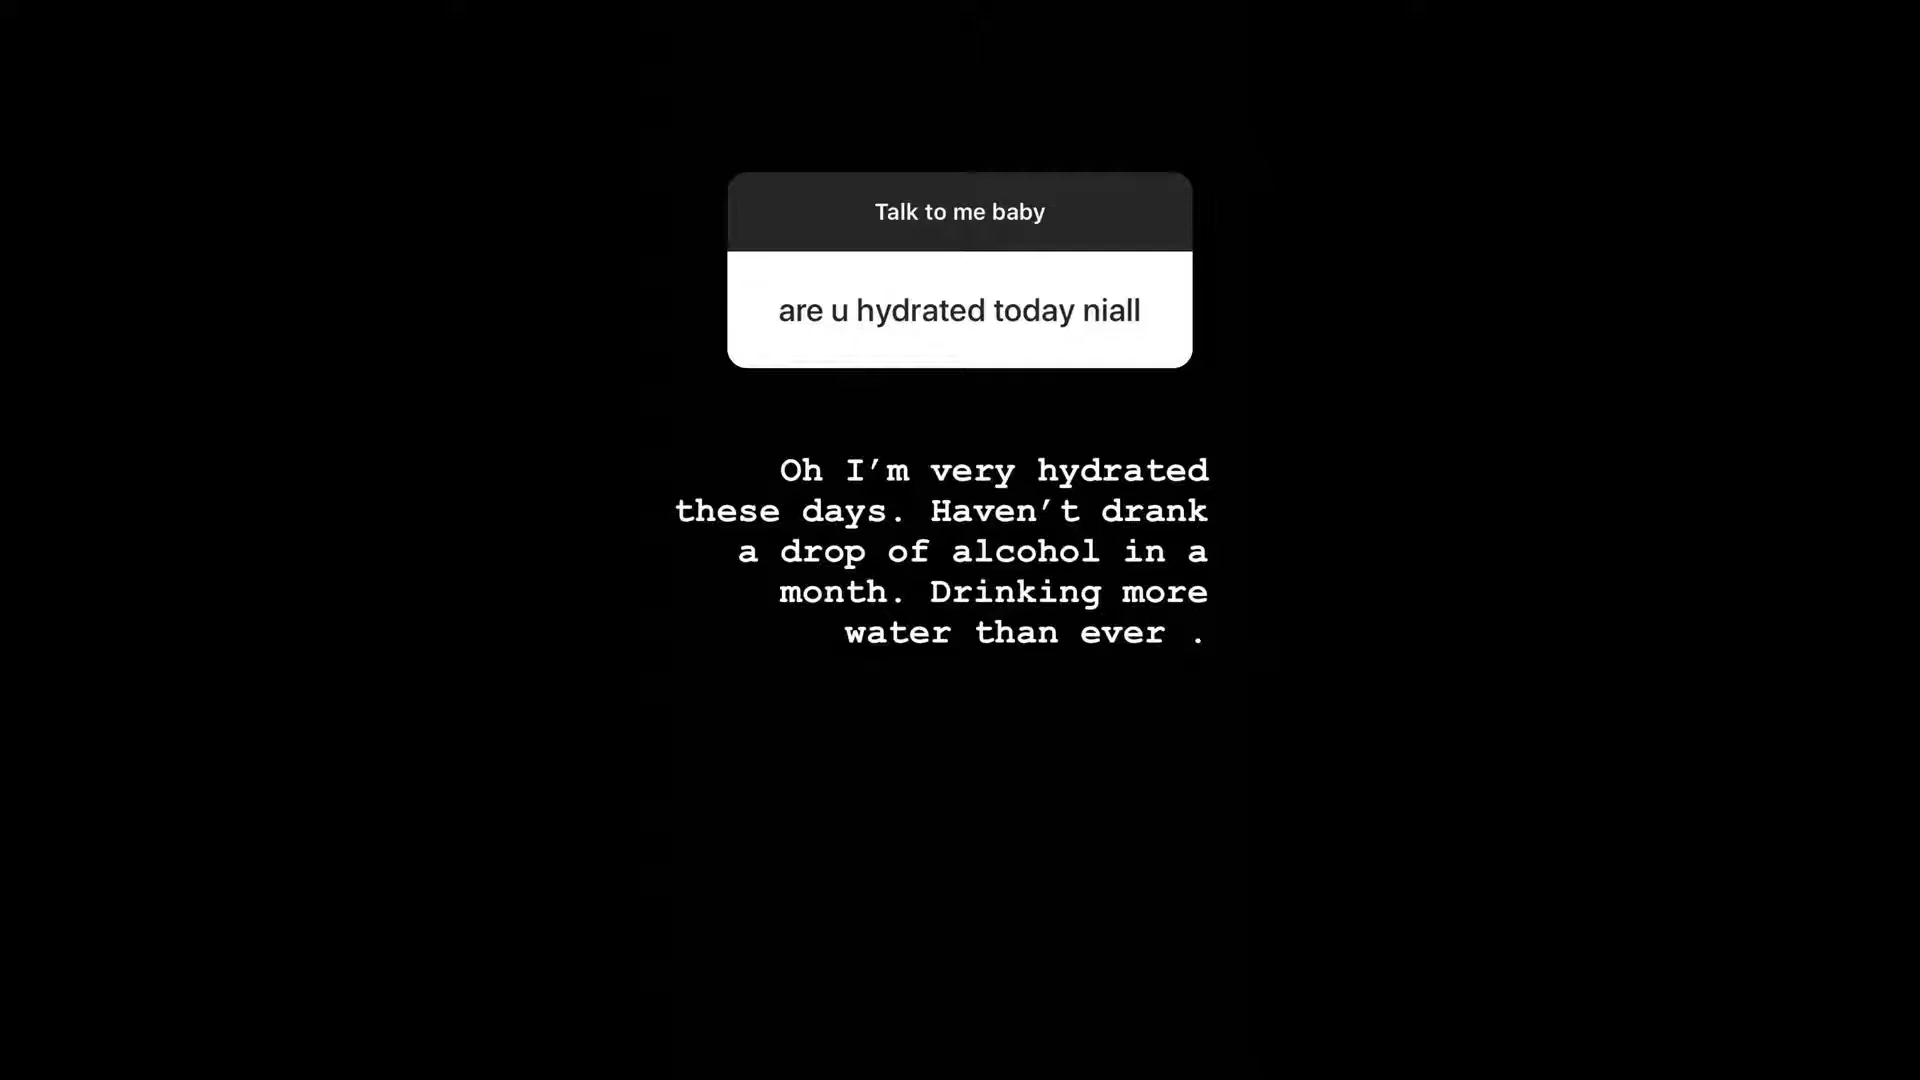 Talk to me baby
are u hydrated today niall
Oh I’m very hydrated
these days. Haven’t drank
a drop of alcohol in a
month. Drinking more
water than ever .